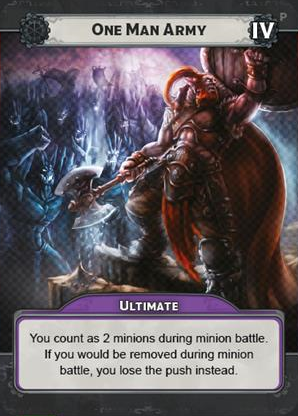 P
ONE MAN ARMY
IV
ULTIMATE
You count as 2 minions during minion battle.
If you would be removed during minion
battle, you lose the push instead.